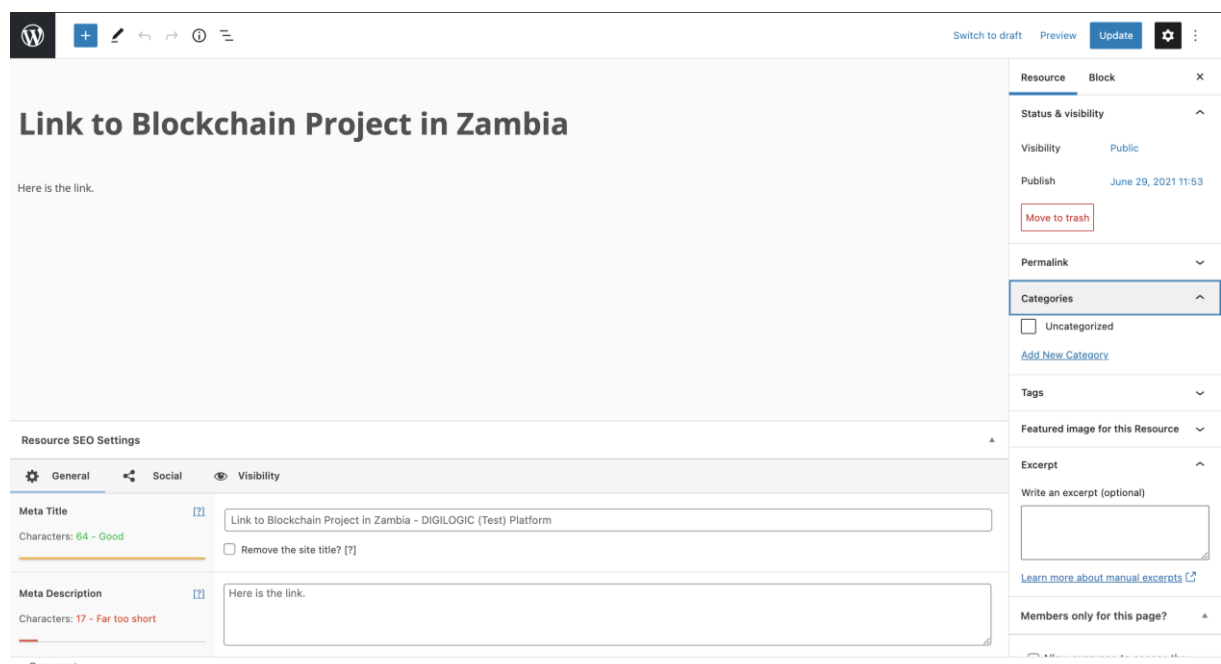 Switch to draft Preview Update
Link to Blockchain Project in Zambia
Here is the link.
Resource SEO Settings
General Social Visibility
Meta Title [?]
Characters: 64 - Good
Link to Blockchain Project in Zambia - DIGILOGIC (Test) Platform
Remove the site title? [?]
Meta Description [?]
Characters: 17 - Far too short
Here is the link.
Resource Block
Status & visibility
Visibility Public
Publish June 29, 2021 11:53
Move to trash
Permalink
Categories
Uncategorized
Add New Category
Tags
Featured image for this Resource
Excerpt
Write an excerpt (optional)
Learn more about manual excerpts
Members only for this page?